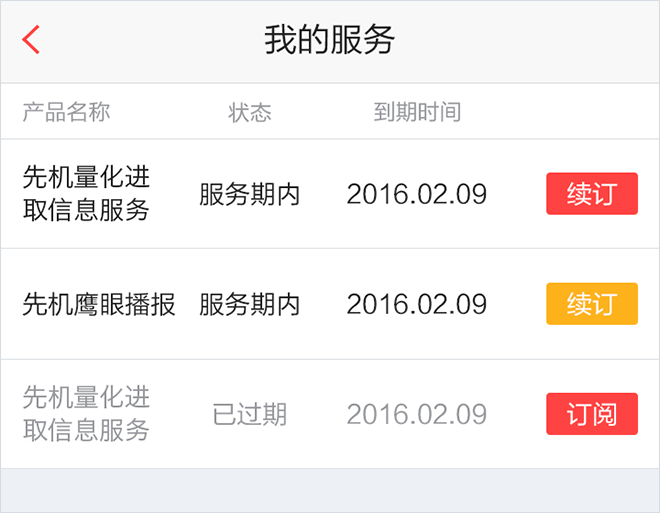 我的服务
产品名称 状态 到期时间
先机量化进
取信息服务 服务期内 2016.02.09 续订
先机鹰眼播报 服务期内 2016.02.09 续订
先机量化进
取信息服务 已过期 2016.02.09 订阅